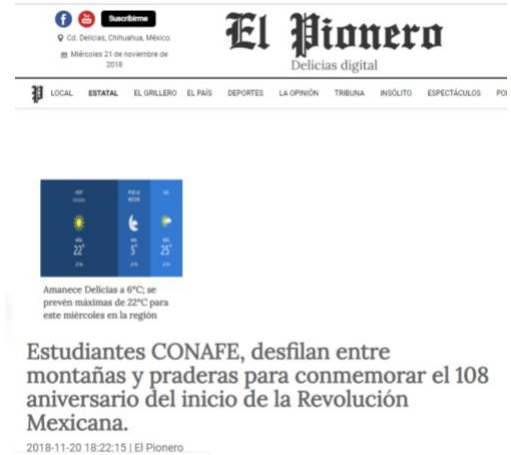 Suscribirme
Cd. Delicias, Chihuahua, México.
Miércoles 21 de noviembre de
2018
El Pionero
Delicias digital
LOCAL ESTATAL EL GRILLERO EL PAÍS DEPORTES LA OPINIÓN TRIBUNA INSÓLITO ESPECTÁCULOS PO
22° 5° 25°
Amanece Delicias a 6°C; se
prevén máximas de 22°C para
este miércoles en la región
Estudiantes CONAFE, desfilan entre
montañas y praderas para conmemorar el 108
aniversario del inicio de la Revolución
Mexicana.
2018-11-20 18:22:15 | El Pionero